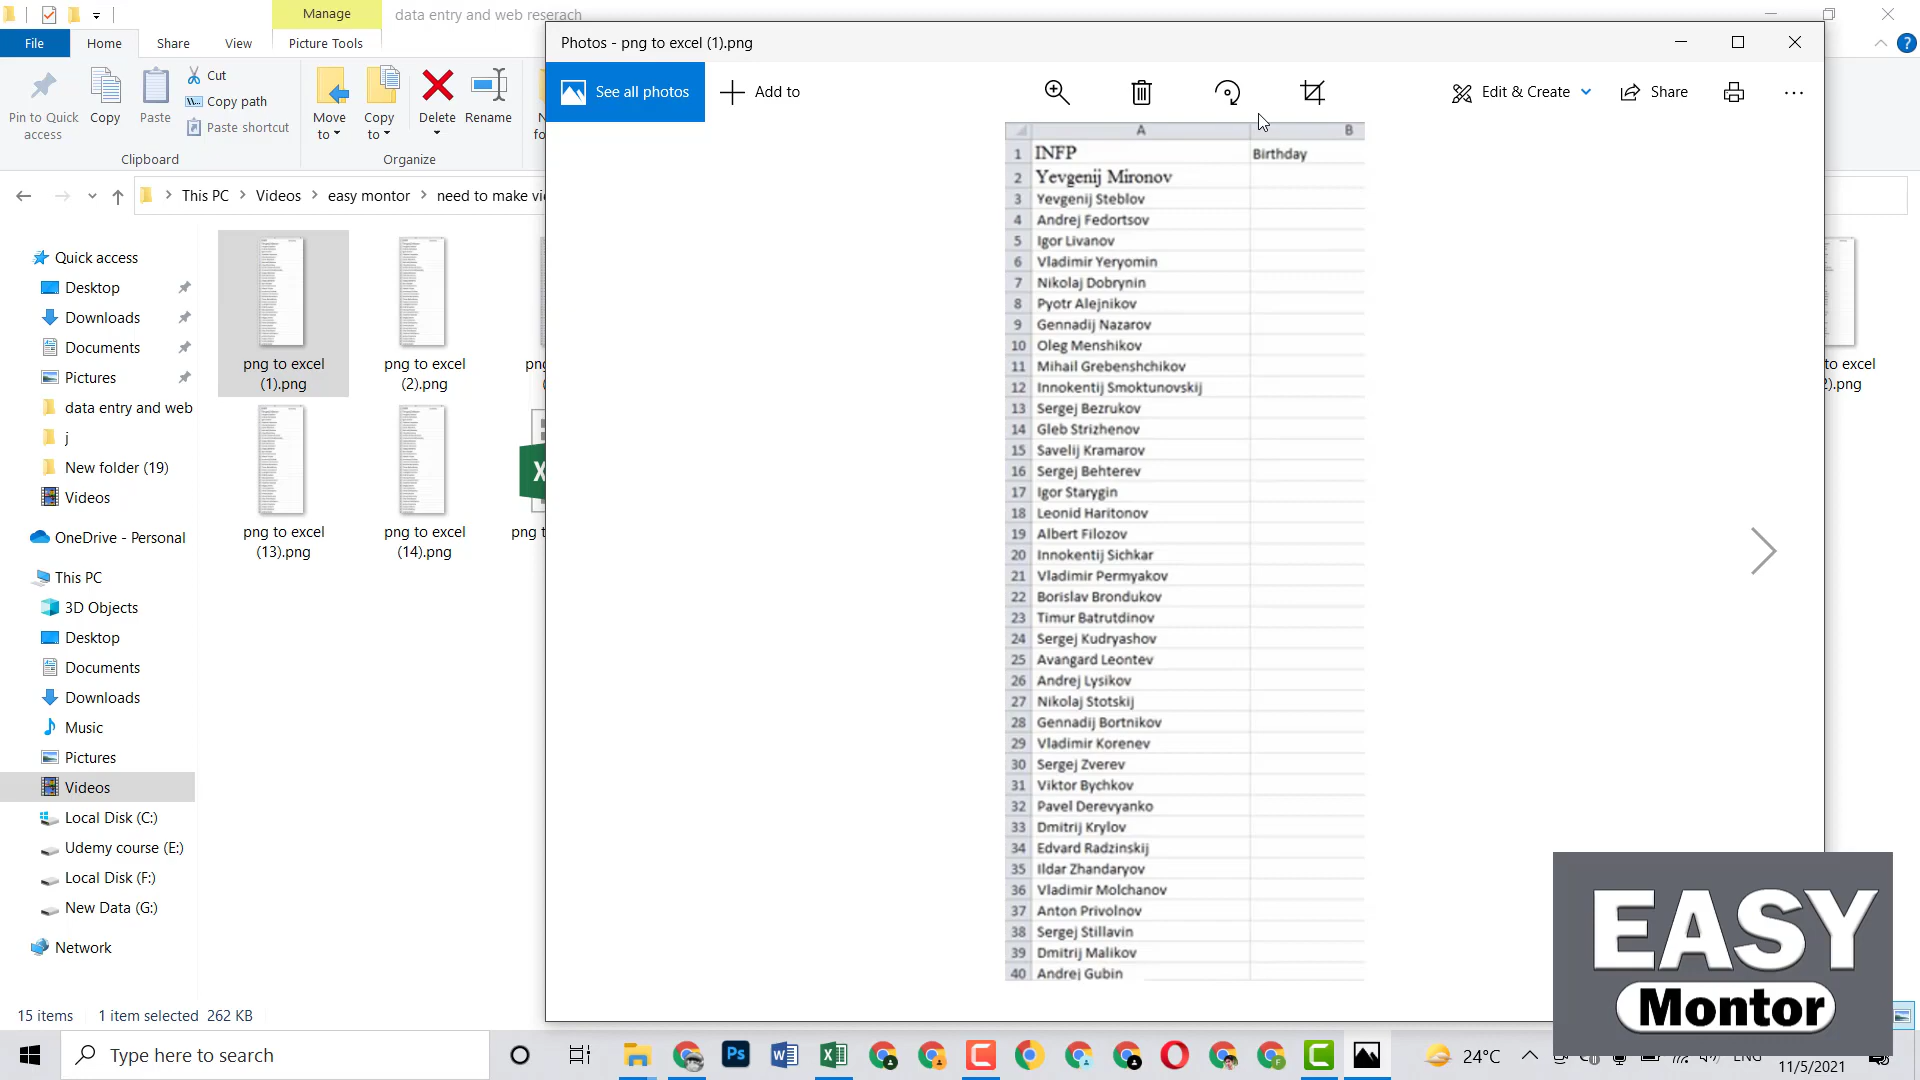 Manage
data entry and web reserach
File
Home
Share
View
Picture Tools
Pin to Quick access
Copy
Paste
Cut
Copy path
Paste shortcut
Move to
Copy to
Delete
Rename
Clipboard
Organize
This PC
Videos
easy montor
need to make vi
Quick access
Desktop
Downloads
Documents
Pictures
data entry and web
j
New folder (19)
Videos
OneDrive - Personal
This PC
3D Objects
Desktop
Documents
Downloads
Music
Pictures
Videos
Local Disk (C:)
Udemy course (E:)
Local Disk (F:)
New Data (G:)
Network
png to excel (1).png
png to excel (2).png
png to excel (13).png
png to excel (14).png
png t
to excel
).png
15 items
1 item selected 262 KB
Photos - png to excel (1).png
See all photos
Add to
Edit & Create
Share
A B
1 INFP Birthday
2 Yevgenij Mironov
3 Yevgenij Steblov
4 Andrej Fedortsov
5 Igor Livanov
6 Vladimir Yeryomin
7 Nikolaj Dobrynin
8 Pyotr Alejnikov
9 Gennadij Nazarov
10 Oleg Menshikov
11 Mihail Grebenshchikov
12 Innokentij Smoktunovskij
13 Sergej Bezrukov
14 Gleb Strizhenov
15 Savelij Kramarov
16 Sergej Behterev
17 Igor Starygin
18 Leonid Haritonov
19 Albert Filozov
20 Innokentij Sichkar
21 Vladimir Permyakov
22 Borislav Brondukov
23 Timur Batrutdinov
24 Sergej Kudryashov
25 Avangard Leontev
26 Andrej Lysikov
27 Nikolaj Stotskij
28 Gennadij Bortnikov
29 Vladimir Korenev
30 Sergej Zverev
31 Viktor Bychkov
32 Pavel Derevyanko
33 Dmitrij Krylov
34 Edvard Radzinskij
35 Ildar Zhandaryov
36 Vladimir Molchanov
37 Anton Privolnov
38 Sergej Stillavin
39 Dmitrij Malikov
40 Andrej Gubin
EASY
Montor
Type here to search
Ps
24°C
ENG
11/5/2021